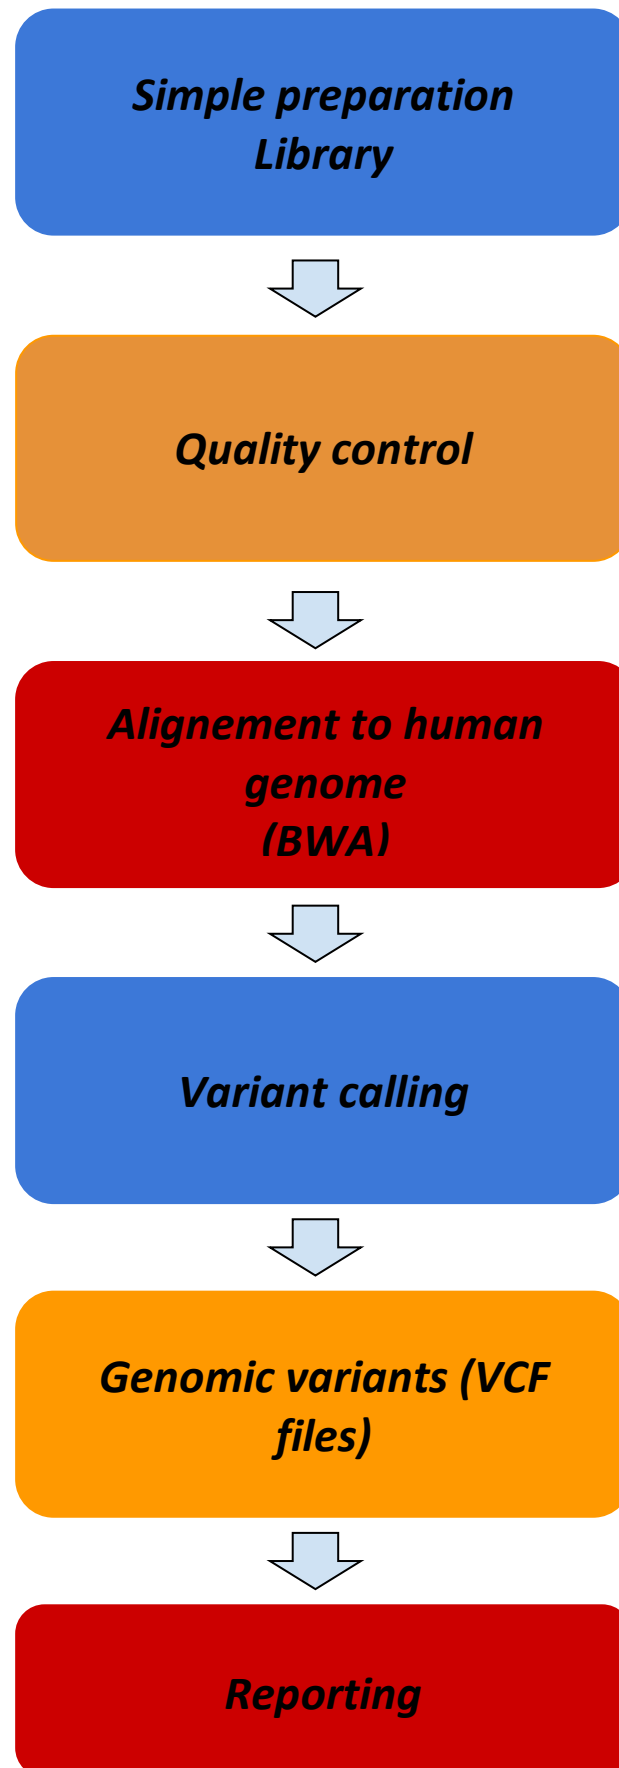 Simple preparation
Library
Quality control
Alignement to human
genome
(BWA)
Variant calling
Genomic variants (VCF
files)
Reporting